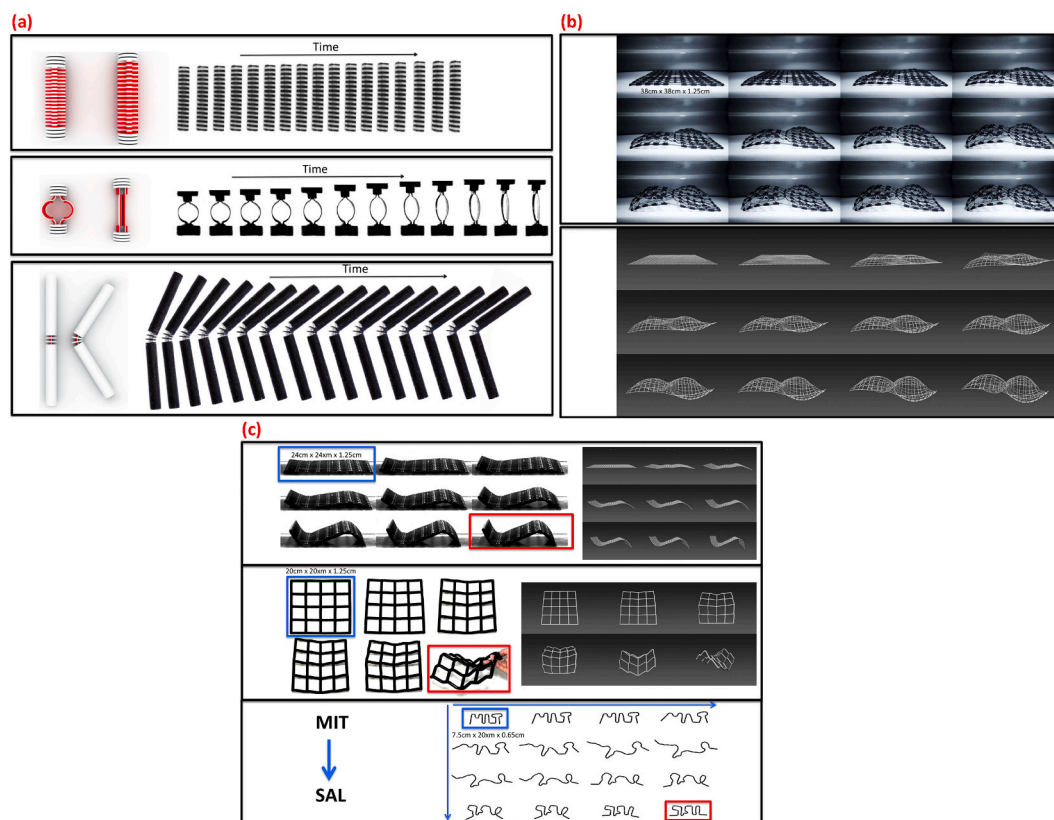 (a)
Time
Time
Time
(b)
38cm x 38cm x 1.25cm
(c)
24cm x 24xm x 1.25cm
20cm x 20xm x 1.25cm
MIT
SAL
7.5cm x 20xm x 0.65cm